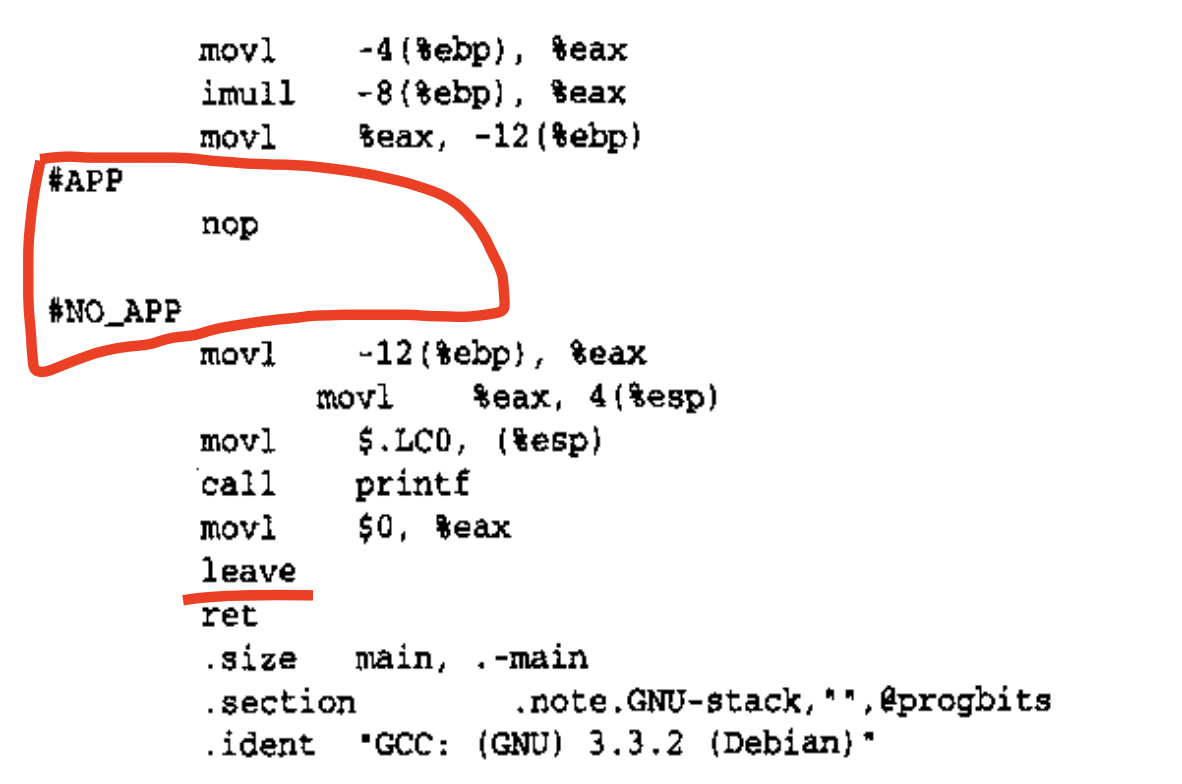 movl    -4(%ebp), %eax
imull   -8(%ebp), %eax
movl    %eax, -12(%ebp)
#APP
nop
#NO_APP
movl    -12(%ebp), %eax
movl    %eax, 4(%esp)
movl    $.LC0, (%esp)
call    printf
movl    $0, %eax
leave
ret
.size   main, .-main
.section        .note.GNU-stack,"",@progbits
.ident  "GCC: (GNU) 3.3.2 (Debian)"